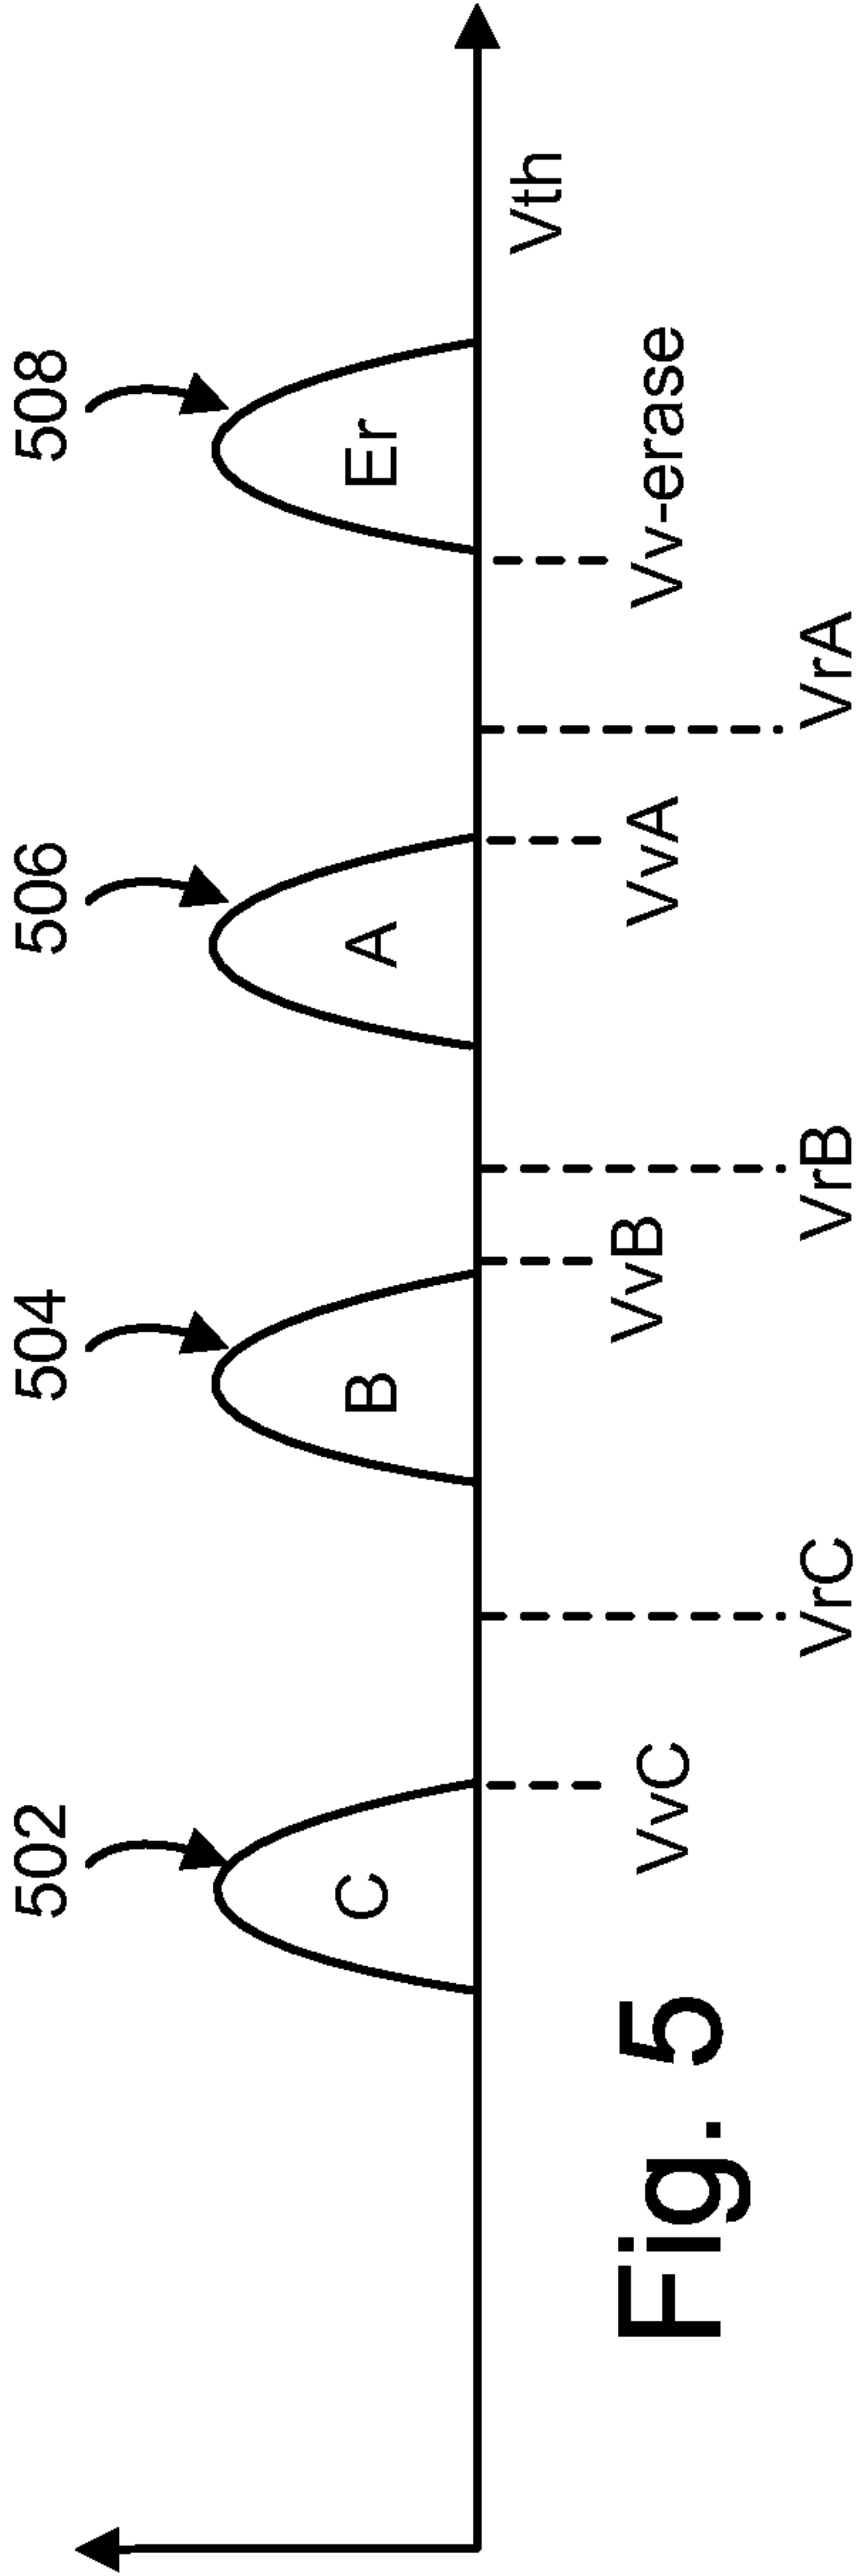 502
504
506
508
C
B
A
Er
Vth
VvC
VvB
VvA
Vv-erase
VrC
VrB
VrA
Fig. 5